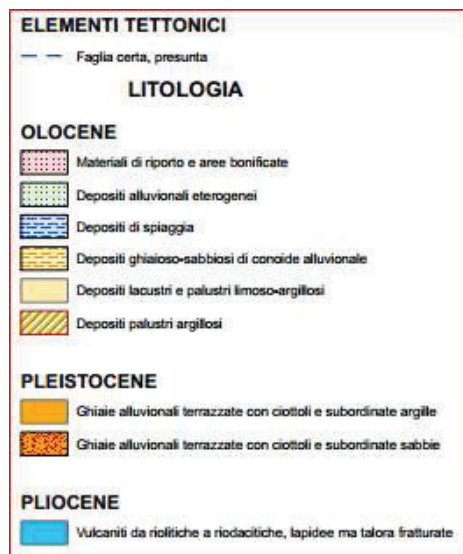 ELEMENTI TETTONICI
Faglia certa, presunta
LITOLOGIA
OLOCENE
Materiali di riporto e aree bonificate
Depositi alluvionali eterogenei
Depositi di spiaggia
Depositi ghiaioso-sabbiosi di conoide alluvionale
Depositi lacustri e palustri limoso-argillosi
Depositi palustri argillosi
PLEISTOCENE
Ghiaie alluvionali terrazzate con ciottoli e subordinate argille
Ghiaie alluvionali terrazzate con ciottoli e subordinate sabbie
PLIOCENE
Vulcaniti da riolitiche a riodacitiche, lapidee ma talora fratturate